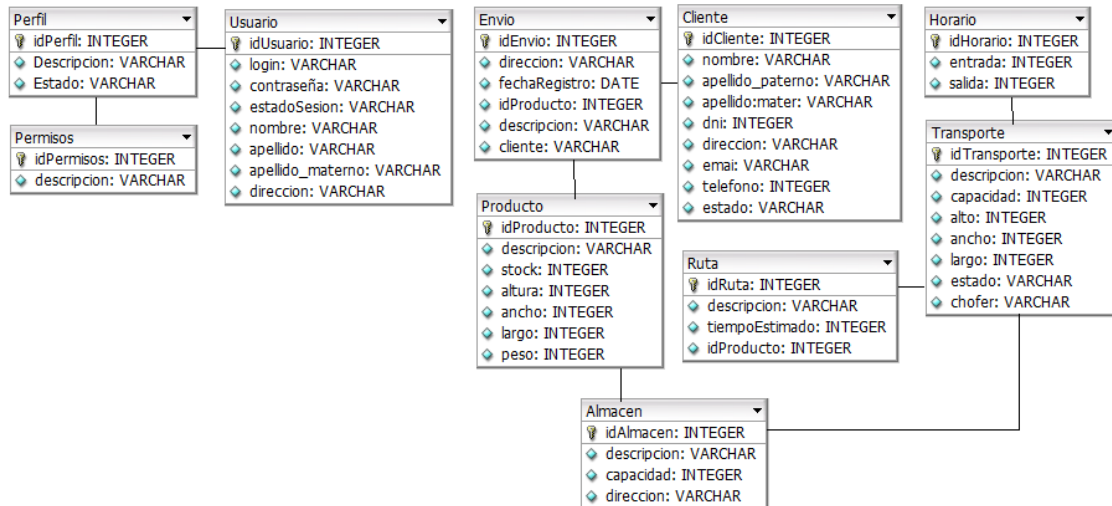 Perfil
idPerfil: INTEGER
Descripcion: VARCHAR
Estado: VARCHAR
Permisos
idPermisos: INTEGER
descripcion: VARCHAR
Usuario
idUsuario: INTEGER
login: VARCHAR
contraseña: VARCHAR
estadoSesion: VARCHAR
nombre: VARCHAR
apellido: VARCHAR
apellido_materno: VARCHAR
direccion: VARCHAR
Envio
idEnvio: INTEGER
direccion: VARCHAR
fechaRegistro: DATE
idProducto: INTEGER
descripcion: VARCHAR
cliente: VARCHAR
Cliente
idCliente: INTEGER
nombre: VARCHAR
apellido_paterno: VARCHAR
apellido:mater: VARCHAR
dni: INTEGER
direccion: VARCHAR
emai: VARCHAR
telefono: INTEGER
estado: VARCHAR
Horario
idHorario: INTEGER
entrada: INTEGER
salida: INTEGER
Transporte
idTransporte: INTEGER
descripcion: VARCHAR
capacidad: INTEGER
alto: INTEGER
ancho: INTEGER
largo: INTEGER
estado: VARCHAR
chofer: VARCHAR
Producto
idProducto: INTEGER
descripcion: VARCHAR
stock: INTEGER
altura: INTEGER
ancho: INTEGER
largo: INTEGER
peso: INTEGER
Ruta
idRuta: INTEGER
descripcion: VARCHAR
tiempoEstimado: INTEGER
idProducto: INTEGER
Almacen
idAlmacen: INTEGER
descripcion: VARCHAR
capacidad: INTEGER
direccion: VARCHAR